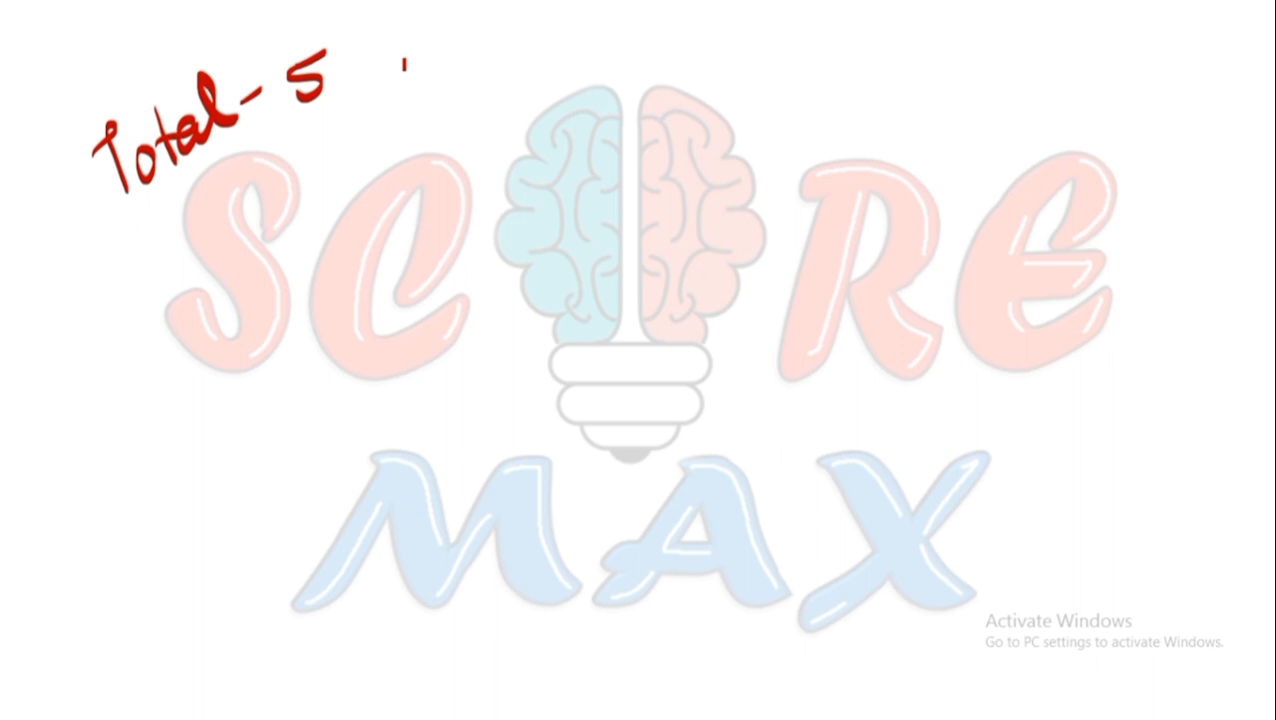 Total - 5
SCORE
MAX
Activate Windows
Go to PC settings to activate Windows.